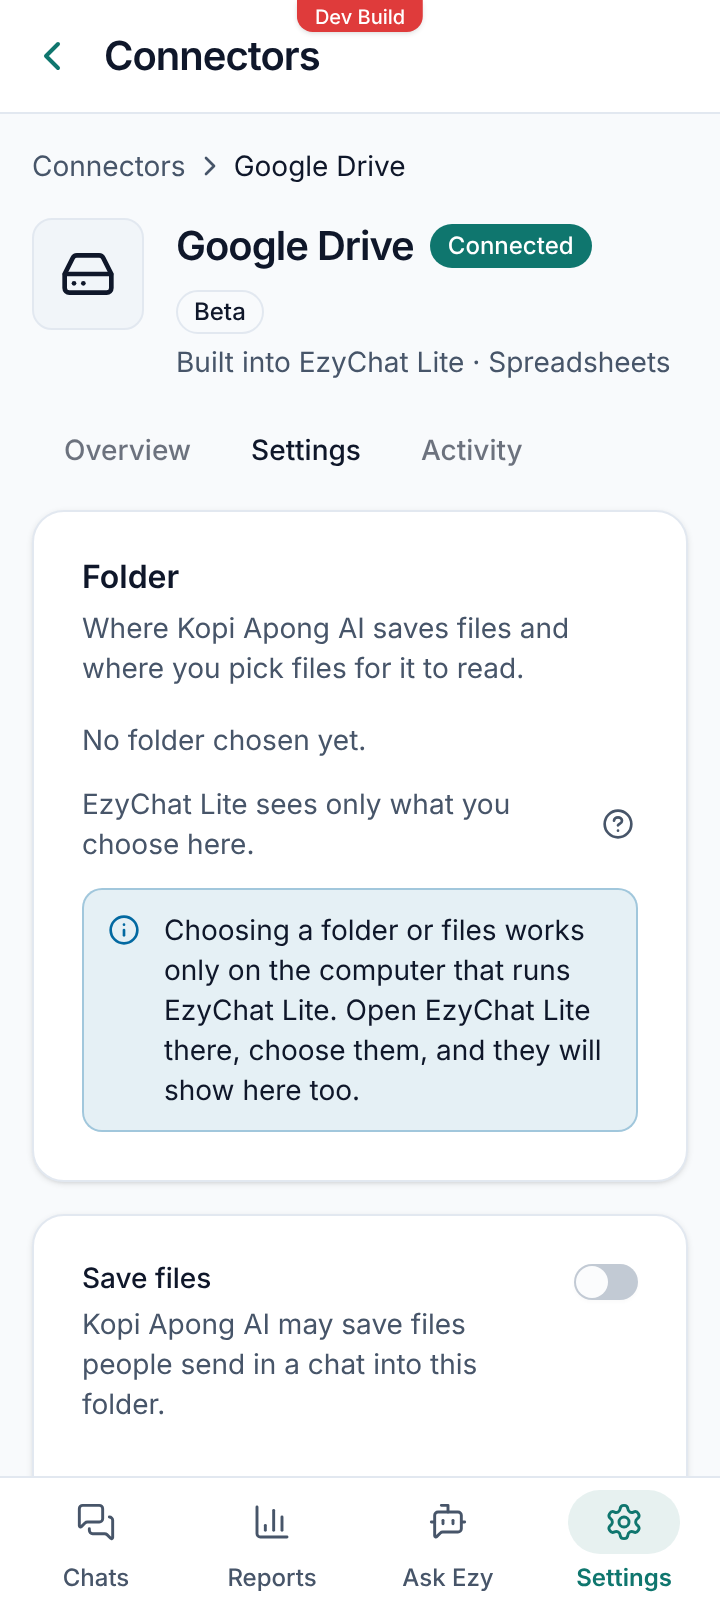 Dev Build
Connectors
Connectors > Google Drive
Google Drive Connected
Beta
Built into EzyChat Lite · Spreadsheets
Overview Settings Activity
Folder
Where Kopi Apong AI saves files and
where you pick files for it to read.
No folder chosen yet.
EzyChat Lite sees only what you
choose here.
Choosing a folder or files works
only on the computer that runs
EzyChat Lite. Open EzyChat Lite
there, choose them, and they will
show here too.
Save files
Kopi Apong AI may save files
people send in a chat into this
folder.
Chats Reports Ask Ezy Settings